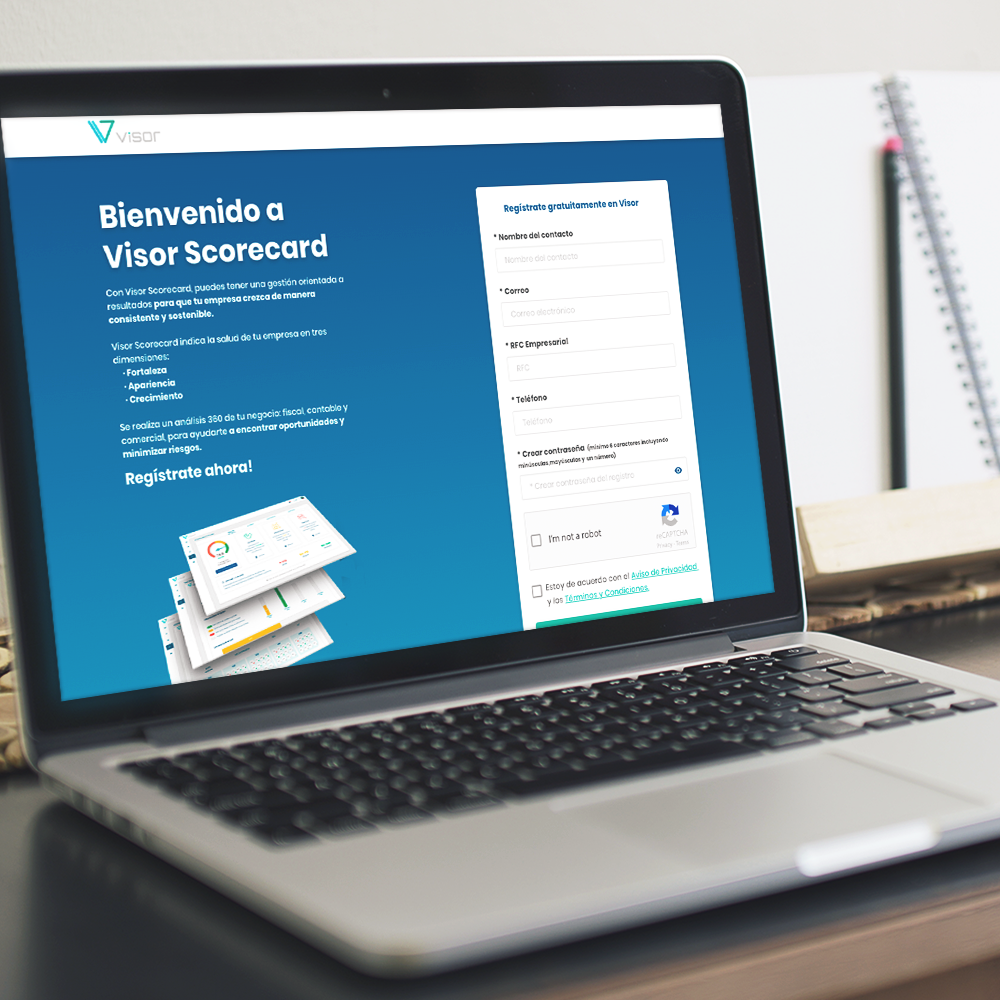 visor
Bienvenido a
Visor Scorecard
Con Visor Scorecard, puedes tener una gestión orientada a
resultados para que tu empresa crezca de manera
consistente y sostenible.
Visor Scorecard indica la salud de tu empresa en tres
dimensiones:
· Fortaleza
· Apariencia
· Crecimiento
Se realiza un análisis 360 de tu negocio: fiscal, contable y
comercial, para ayudarte a encontrar oportunidades y
minimizar riesgos.
Regístrate ahora!
Regístrate gratuitamente en Visor
* Nombre del contacto
Nombre del contacto
* Correo
Correo electrónico
* RFC Empresarial
RFC
* Teléfono
Teléfono
* Crear contraseña (mínimo 6 caracteres incluyendo
minúsculas, mayúsculas y un número)
* Crear contraseña del registro
I'm not a robot
reCAPTCHA
Privacy - Terms
Estoy de acuerdo con el Aviso de Privacidad
y los Términos y Condiciones.